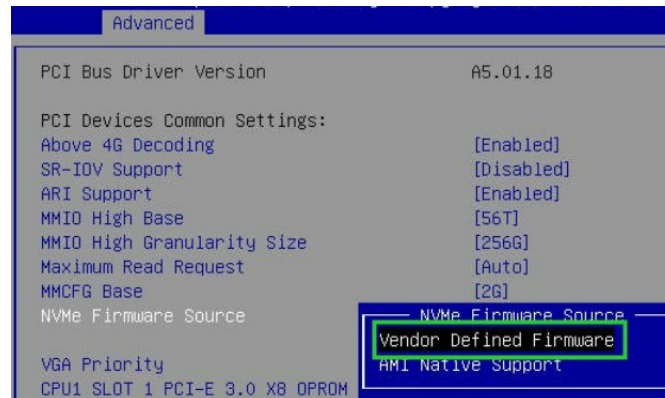 Advanced
PCI Bus Driver Version A5.01.18
PCI Devices Common Settings:
Above 4G Decoding [Enabled]
SR-IOV Support [Disabled]
ARI Support [Enabled]
MMIO High Base [56T]
MMIO High Granularity Size [256G]
Maximum Read Request [Auto]
MMCFG Base [2G]
NVMe Firmware Source NVMe Firmware Source
Vendor Defined Firmware
AMI Native Support
VGA Priority
CPU1 SLOT 1 PCI-E 3.0 X8 OPROM